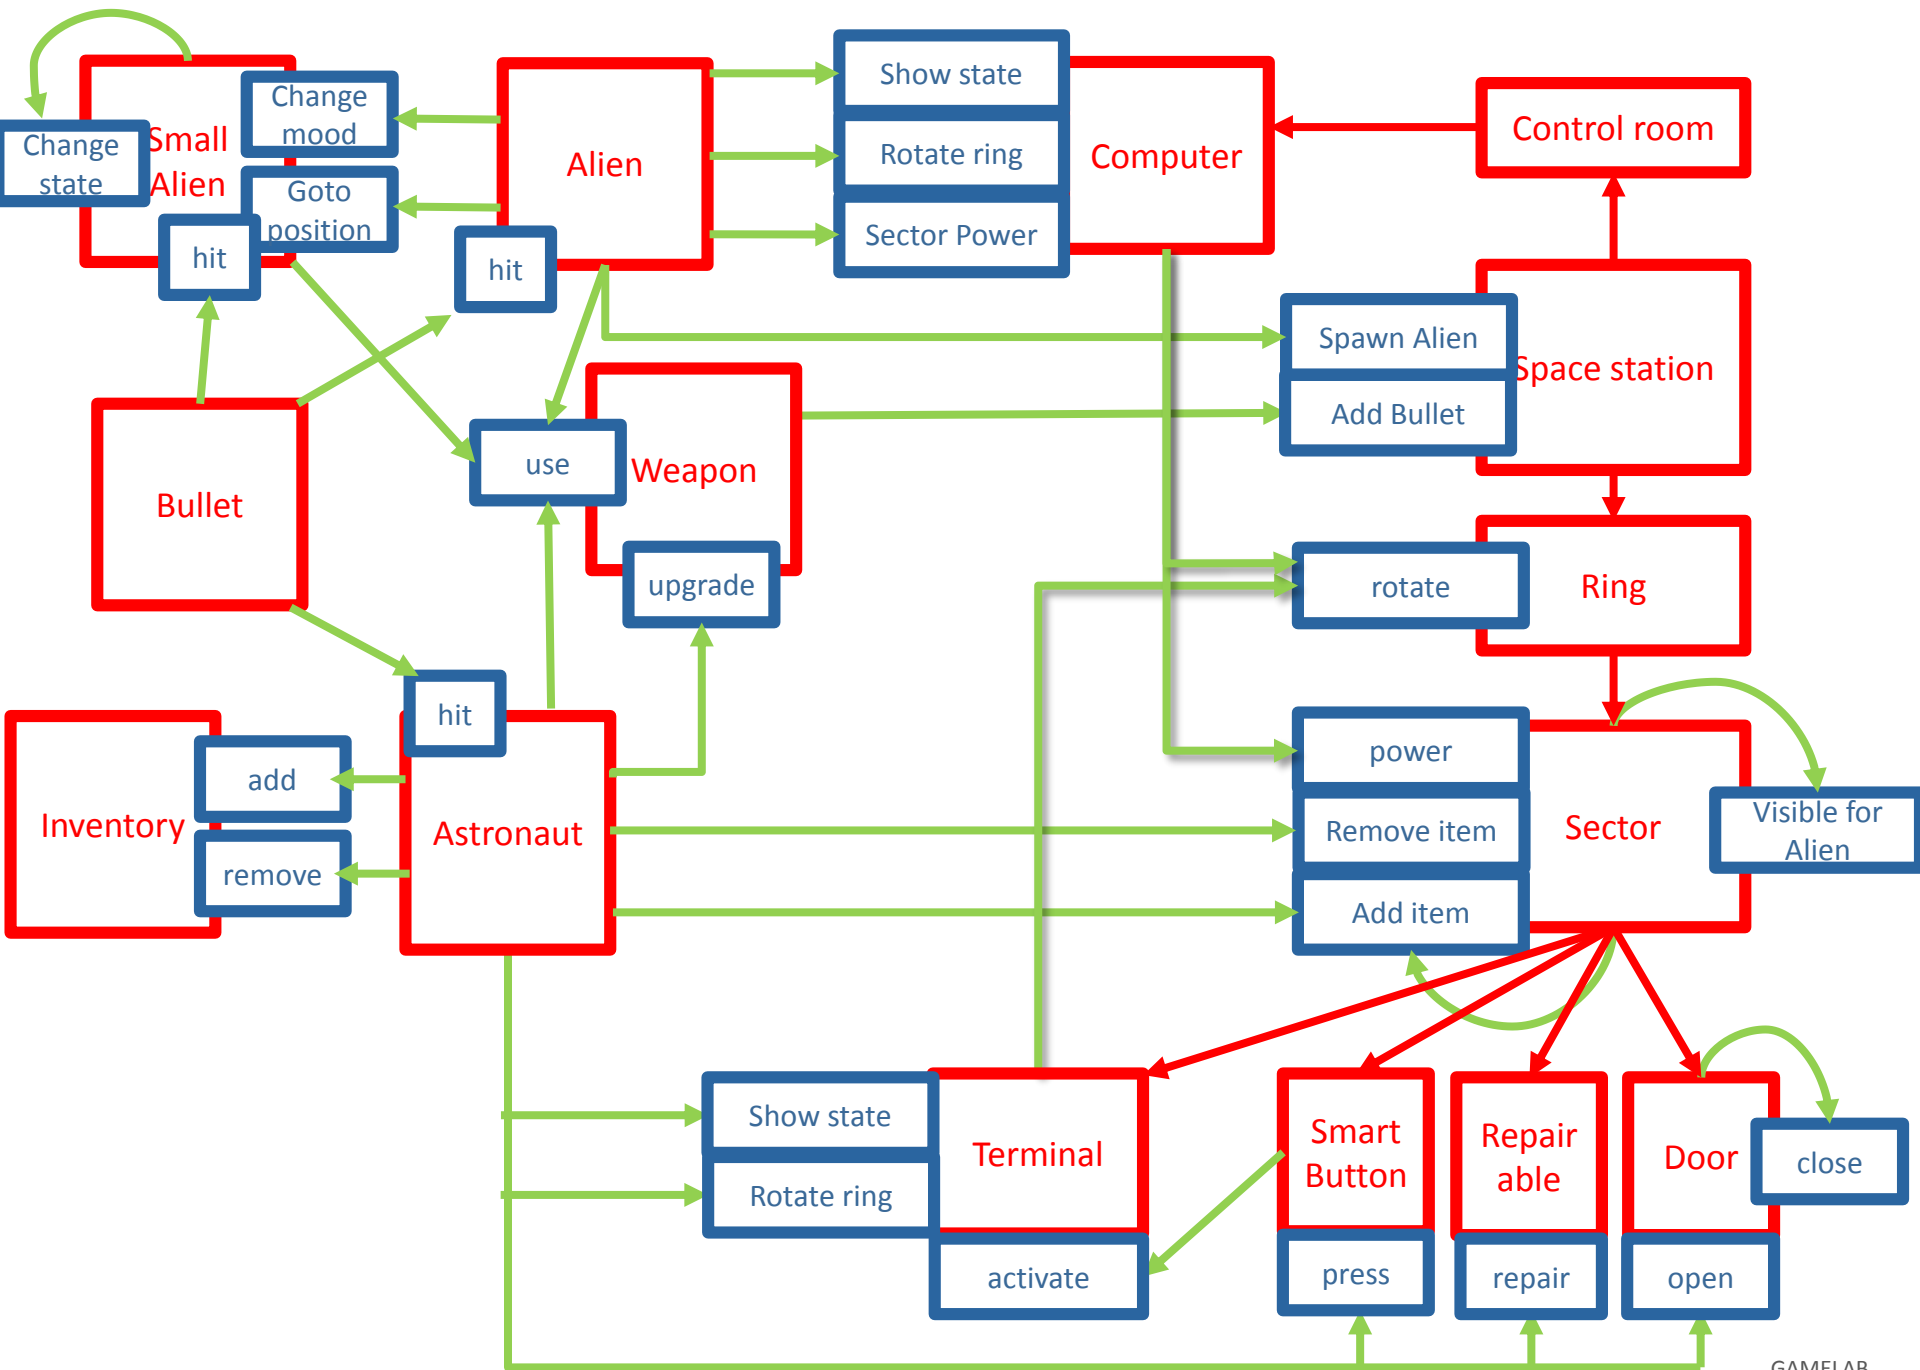 Show state
Change
mood
Small
Alien
Change
state
Goto
position
hit
Alien
hit
Rotate ring
Sector Power
Computer
Control room
Spawn Alien
Add Bullet
Space station
Bullet
use
Weapon
upgrade
rotate
Ring
hit
Inventory
add
remove
Astronaut
power
Remove item
Add item
Sector
Visible for
Alien
Show state
Rotate ring
Terminal
activate
Smart
Button
press
Repair
able
repair
Door
open
close
GAMELAB